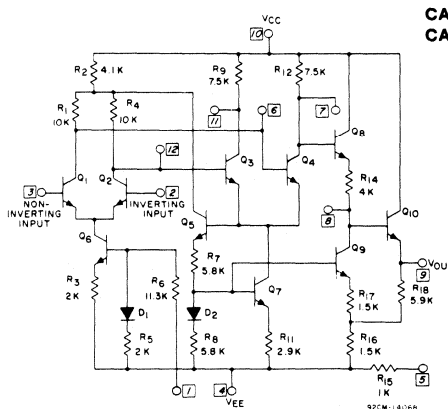 CA
CA
VCC
10
R2
4.1K
R9
7.5K
R12
7.5K
R1
10K
R4
10K
11
6
7
12
Q8
3
Q1
Q2
2
Q3
Q4
R14
4K
NON-
INVERTING
INPUT
INVERTING
INPUT
8
Q10
Q5
Q6
R7
5.8K
Q9
VOU
9
R3
2K
R6
11.3K
Q7
R18
5.9K
D1
D2
R17
1.5K
R5
2K
R8
5.8K
R11
2.9K
R16
1.5K
R15
1K
5
1
4
VEE
92CM-14068